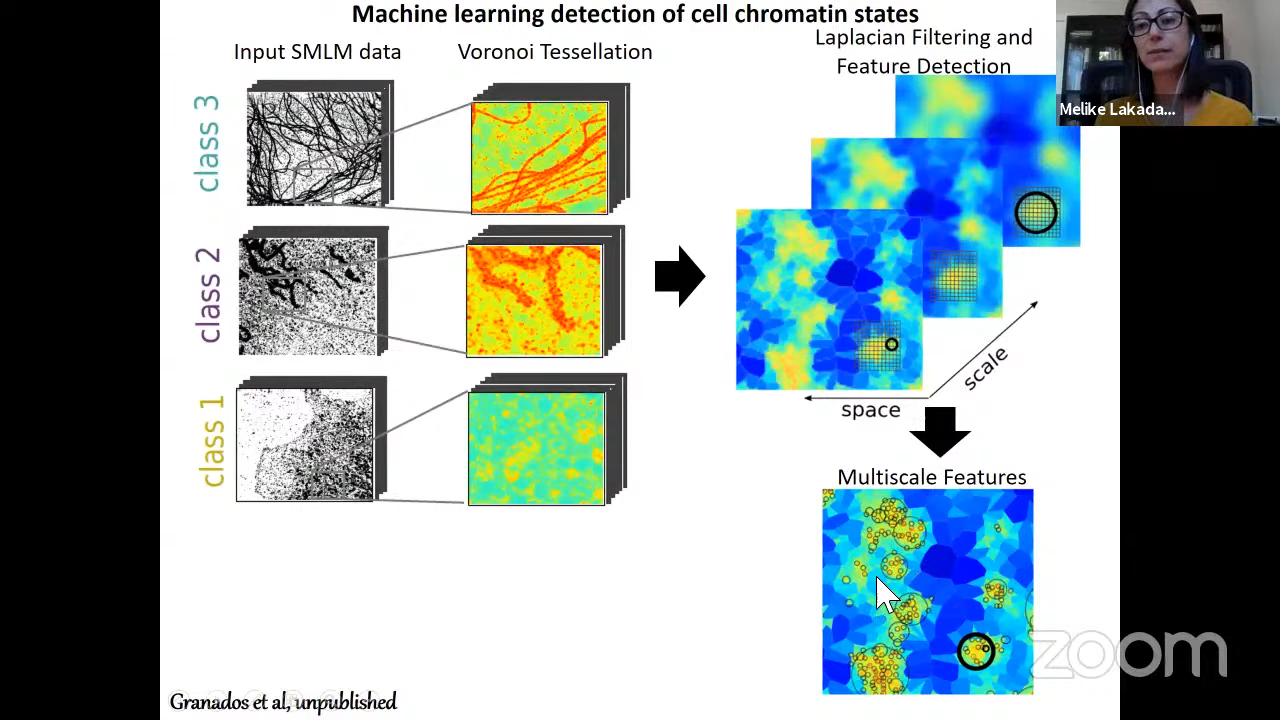 Machine learning detection of cell chromatin states
Input SMLM data
Voronoi Tessellation
Laplacian Filtering and
Feature Detection
Melike Lakada...
class 3
class 2
class 1
scale
space
Multiscale Features
zoom
Granados et al, unpublished